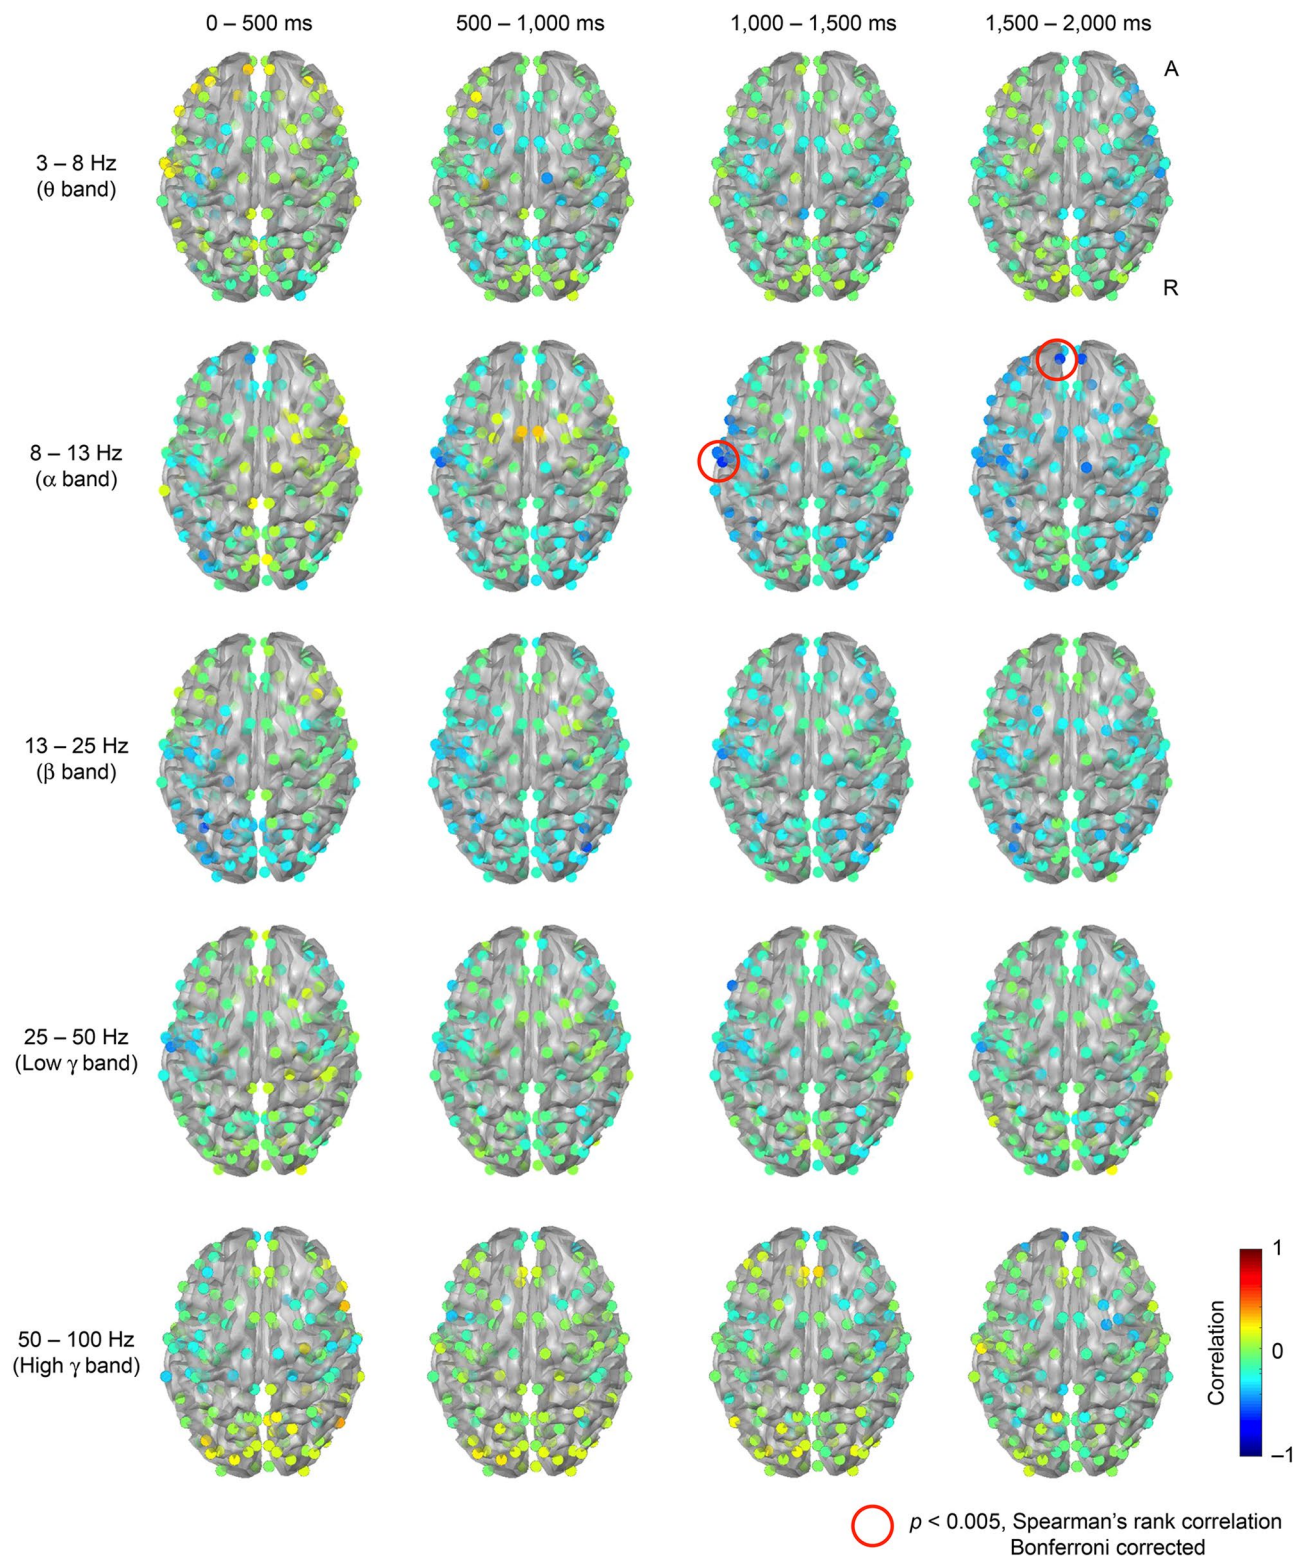 0 – 500 ms
500 – 1,000 ms
1,000 – 1,500 ms
1,500 – 2,000 ms
A
3 – 8 Hz
(θ band)
R
8 – 13 Hz
(α band)
13 – 25 Hz
(β band)
25 – 50 Hz
(Low γ band)
50 – 100 Hz
(High γ band)
Correlation
1
0
–1
p < 0.005, Spearman’s rank correlation
Bonferroni corrected